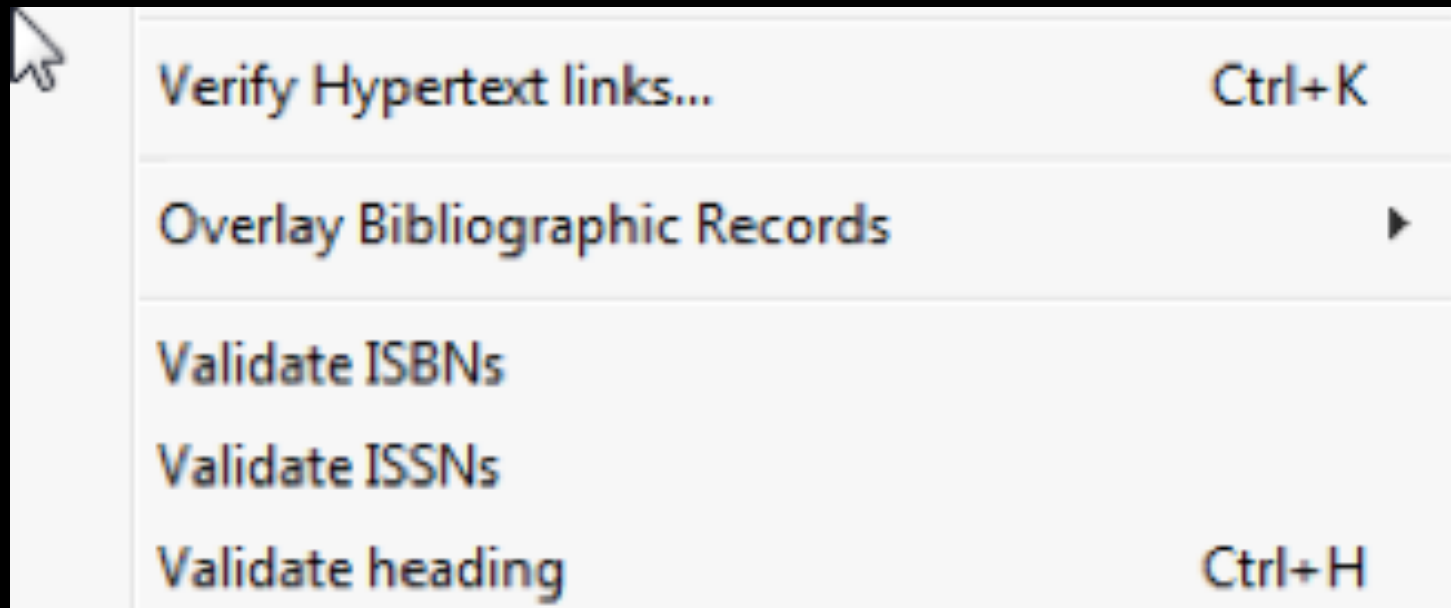 Verify Hypertext links... Ctrl+K
Overlay Bibliographic Records
Validate ISBNs
Validate ISSNs
Validate heading Ctrl+H